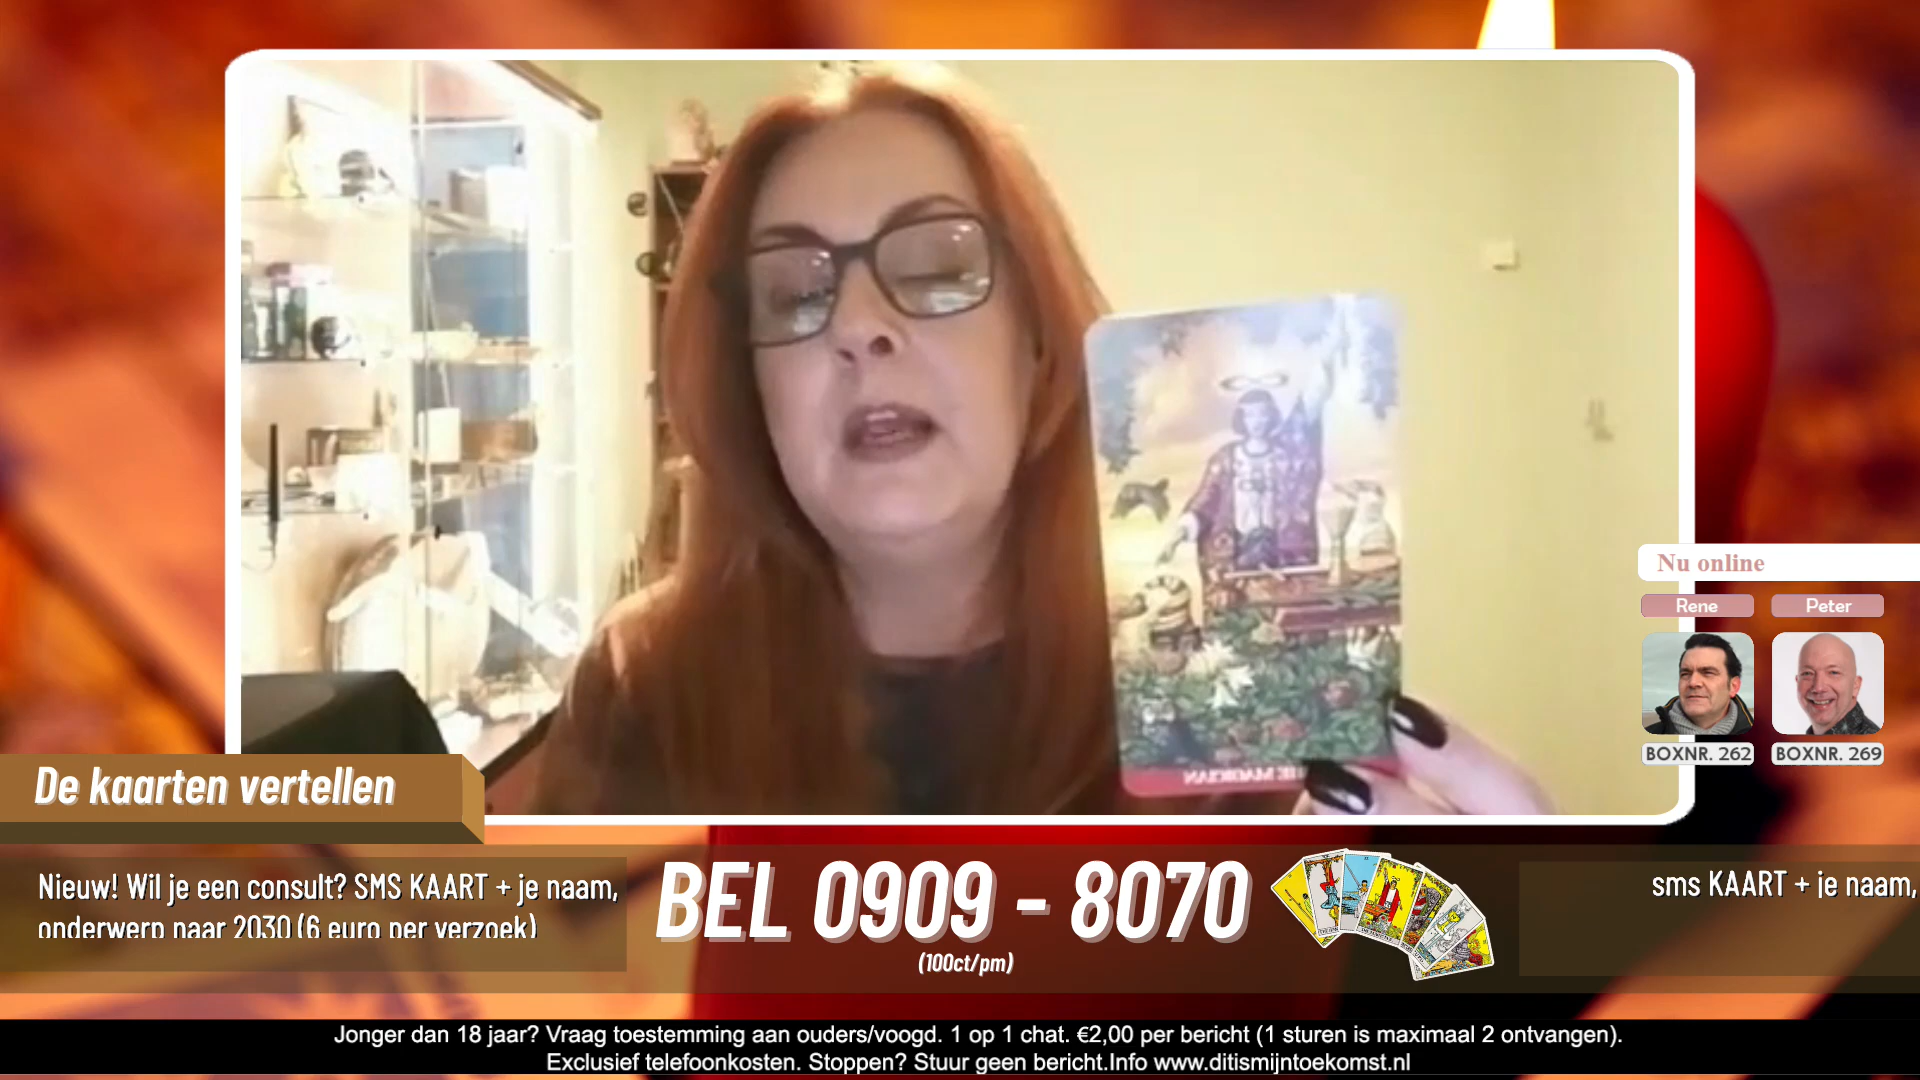 Nu online
Rene
Peter
BOXNR. 262
BOXNR. 269
De kaarten vertellen
Nieuw! Wil je een consult? SMS KAART + je naam,
onderwerp naar 2030 (6 euro per verzoek)
BEL 0909 - 8070
(100ct/pm)
sms KAART + je naam,
Jonger dan 18 jaar? Vraag toestemming aan ouders/voogd. 1 op 1 chat. €2,00 per bericht (1 sturen is maximaal 2 ontvangen).
Exclusief telefoonkosten. Stoppen? Stuur geen bericht.Info www.ditismijntoekomst.nl